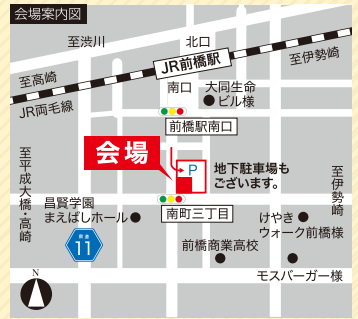 会場案内図
至渋川
北口
至伊勢崎
JR前橋駅
至高崎
JR両毛線
南口
大同生命
ビル様
前橋駅南口
会場
P
地下駐車場も
ございます。
至平成大橋・高崎
至伊勢崎
昌賢学園
まえばしホール
南町三丁目
けやき
ウォーク前橋様
県道
11
前橋商業高校
モスバーガー様
N